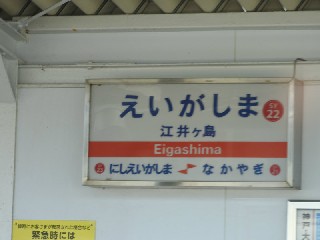 えいがしま
SY 22
江井ヶ島
Eigashima
にしえいがしま なかやぎ
緊急時には